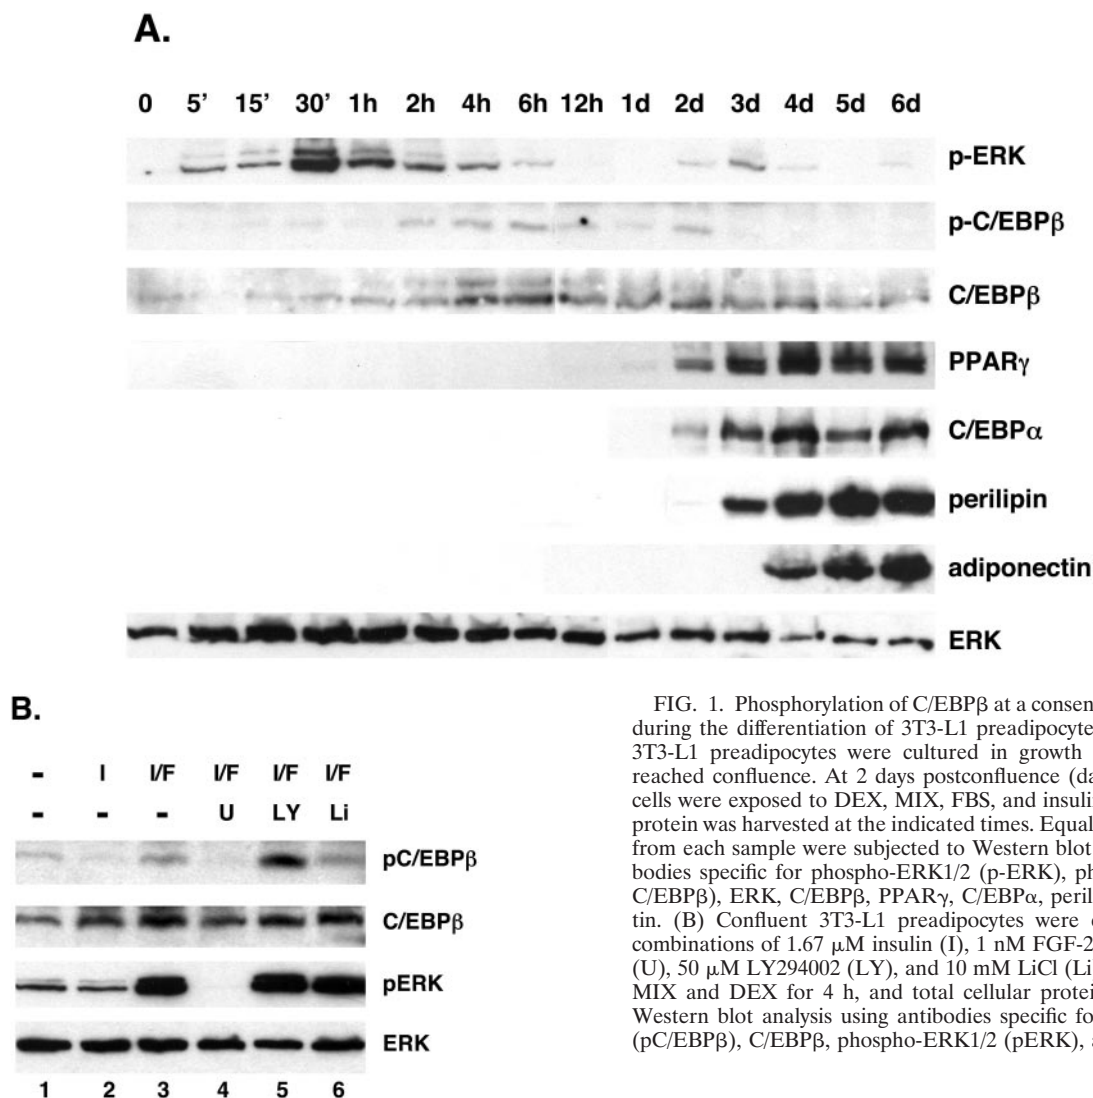 A.
0 5’ 15’ 30’ 1h 2h 4h 6h 12h 1d 2d 3d 4d 5d 6d
p-ERK
p-C/EBPβ
C/EBPβ
PPARγ
C/EBPα
perilipin
adiponectin
ERK
B.
- I I/F I/F I/F I/F
- - - U LY Li
pC/EBPβ
C/EBPβ
pERK
ERK
1 2 3 4 5 6
FIG. 1. Phosphorylation of C/EBPβ at a consen
during the differentiation of 3T3-L1 preadipocyte
3T3-L1 preadipocytes were cultured in growth
reached confluence. At 2 days postconfluence (da
cells were exposed to DEX, MIX, FBS, and insulin
protein was harvested at the indicated times. Equal
from each sample were subjected to Western blot
bodies specific for phospho-ERK1/2 (p-ERK), ph
C/EBPβ), ERK, C/EBPβ, PPARγ, C/EBPα, peril
tin. (B) Confluent 3T3-L1 preadipocytes were
combinations of 1.67 μM insulin (I), 1 nM FGF-2
(U), 50 μM LY294002 (LY), and 10 mM LiCl (Li
MIX and DEX for 4 h, and total cellular protei
Western blot analysis using antibodies specific fo
(pC/EBPβ), C/EBPβ, phospho-ERK1/2 (pERK),